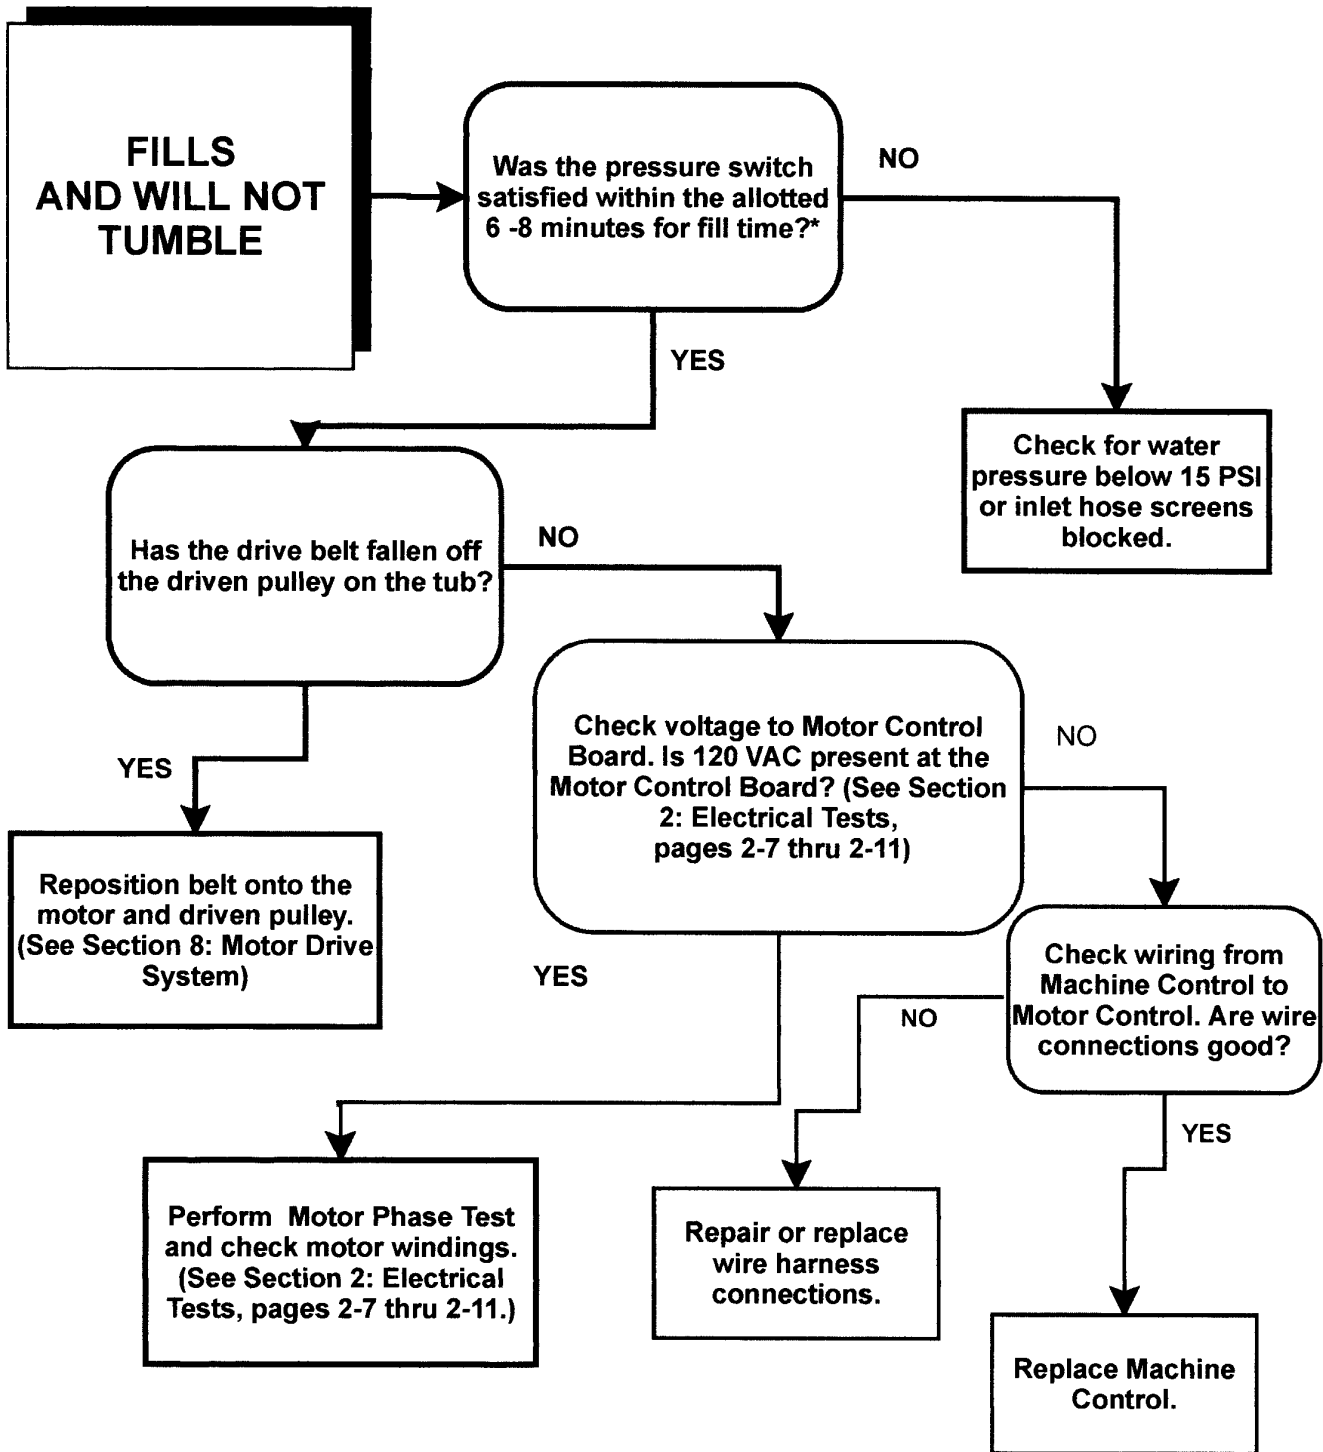 FILLS
AND WILL NOT
TUMBLE
Was the pressure switch
satisfied within the allotted
6 -8 minutes for fill time?*
NO
YES
Check for water
pressure below 15 PSI
or inlet hose screens
blocked.
Has the drive belt fallen off
the driven pulley on the tub?
NO
YES
Reposition belt onto the
motor and driven pulley.
(See Section 8: Motor Drive
System)
Check voltage to Motor Control
Board. Is 120 VAC present at the
Motor Control Board? (See Section
2: Electrical Tests,
pages 2-7 thru 2-11)
NO
YES
Check wiring from
Machine Control to
Motor Control. Are wire
connections good?
NO
YES
Perform Motor Phase Test
and check motor windings.
(See Section 2: Electrical
Tests, pages 2-7 thru 2-11.)
Repair or replace
wire harness
connections.
Replace Machine
Control.